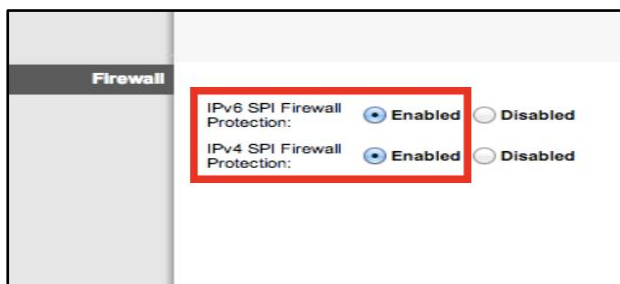 Firewall
IPv6 SPI Firewall
Protection:
Enabled
Disabled
IPv4 SPI Firewall
Protection:
Enabled
Disabled